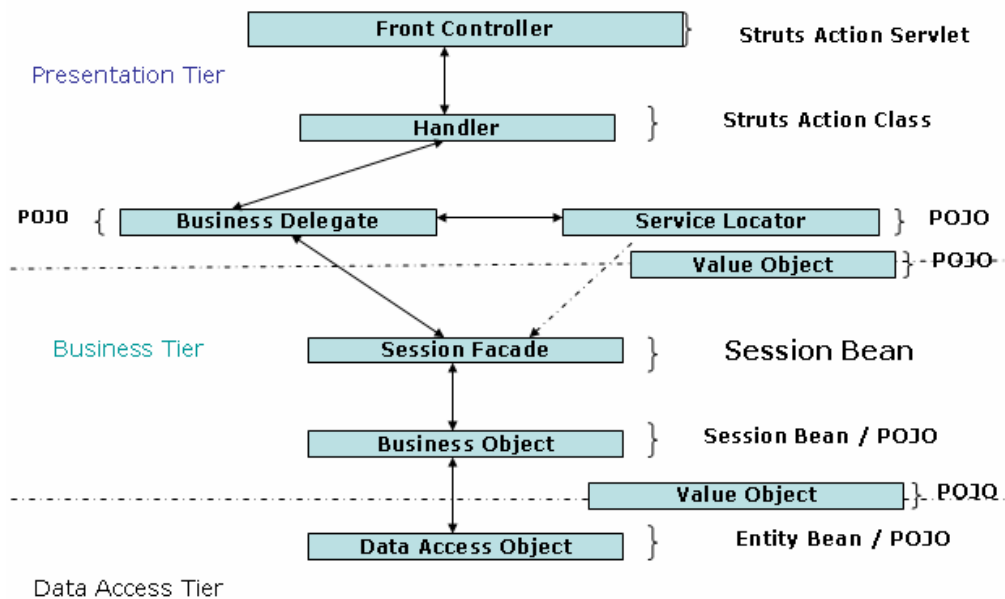 Front Controller
Struts Action Servlet
Presentation Tier
Handler
Struts Action Class
POJO
Business Delegate
Service Locator
POJO
Value Object
POJO
Business Tier
Session Facade
Session Bean
Business Object
Session Bean / POJO
Value Object
POJO
Data Access Object
Entity Bean / POJO
Data Access Tier